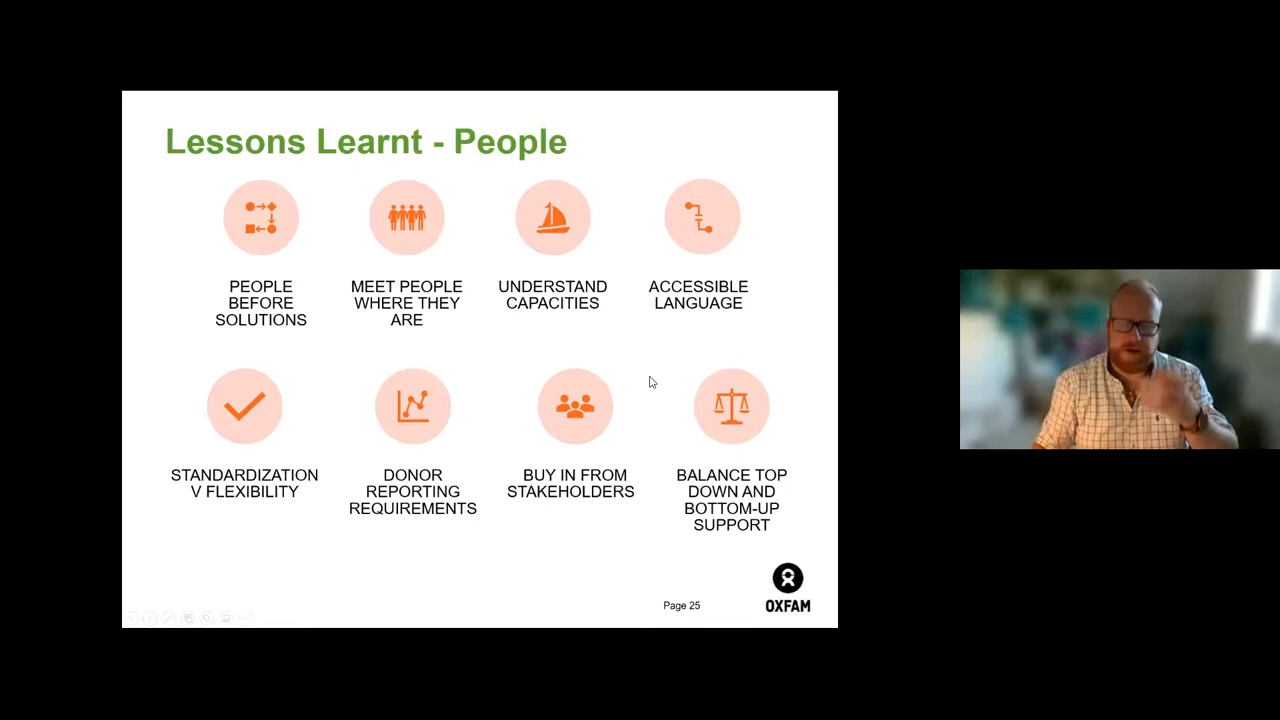 Lessons Learnt - People
PEOPLE
BEFORE
SOLUTIONS
MEET PEOPLE
WHERE THEY
ARE
UNDERSTAND
CAPACITIES
ACCESSIBLE
LANGUAGE
STANDARDIZATION
V FLEXIBILITY
DONOR
REPORTING
REQUIREMENTS
BUY IN FROM
STAKEHOLDERS
BALANCE TOP
DOWN AND
BOTTOM-UP
SUPPORT
Page 25
OXFAM